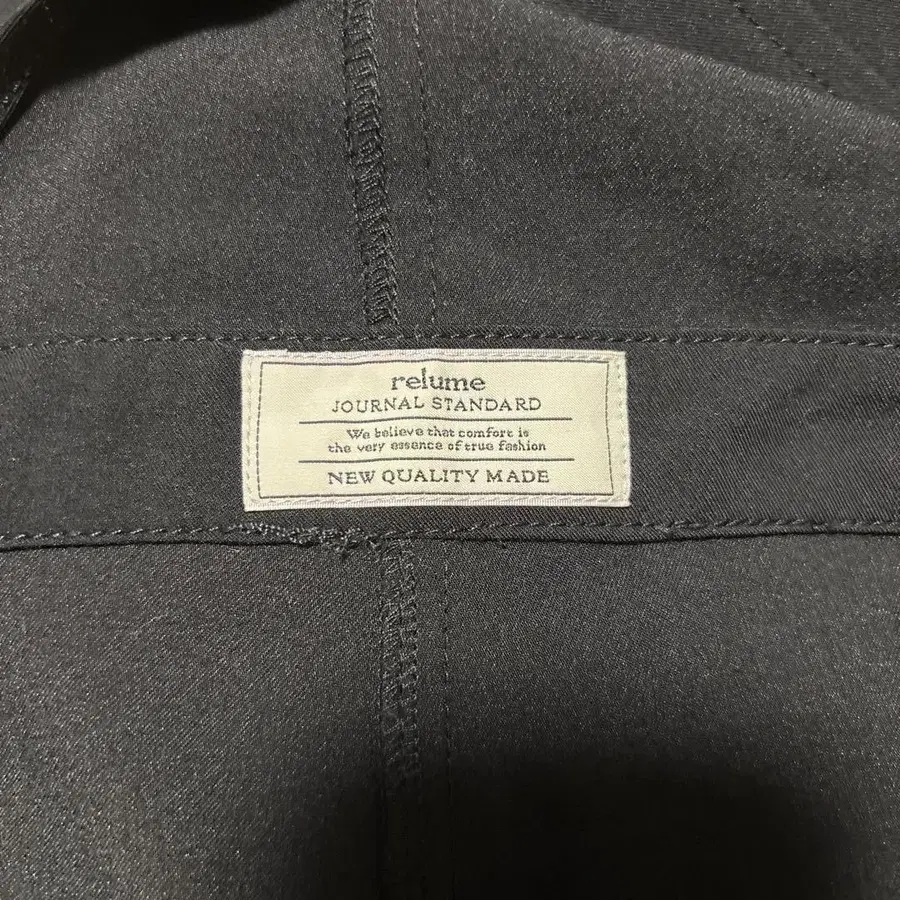 relume
JOURNAL STANDARD
We believe that comfort is
the very essence of true fashion
NEW QUALITY MADE